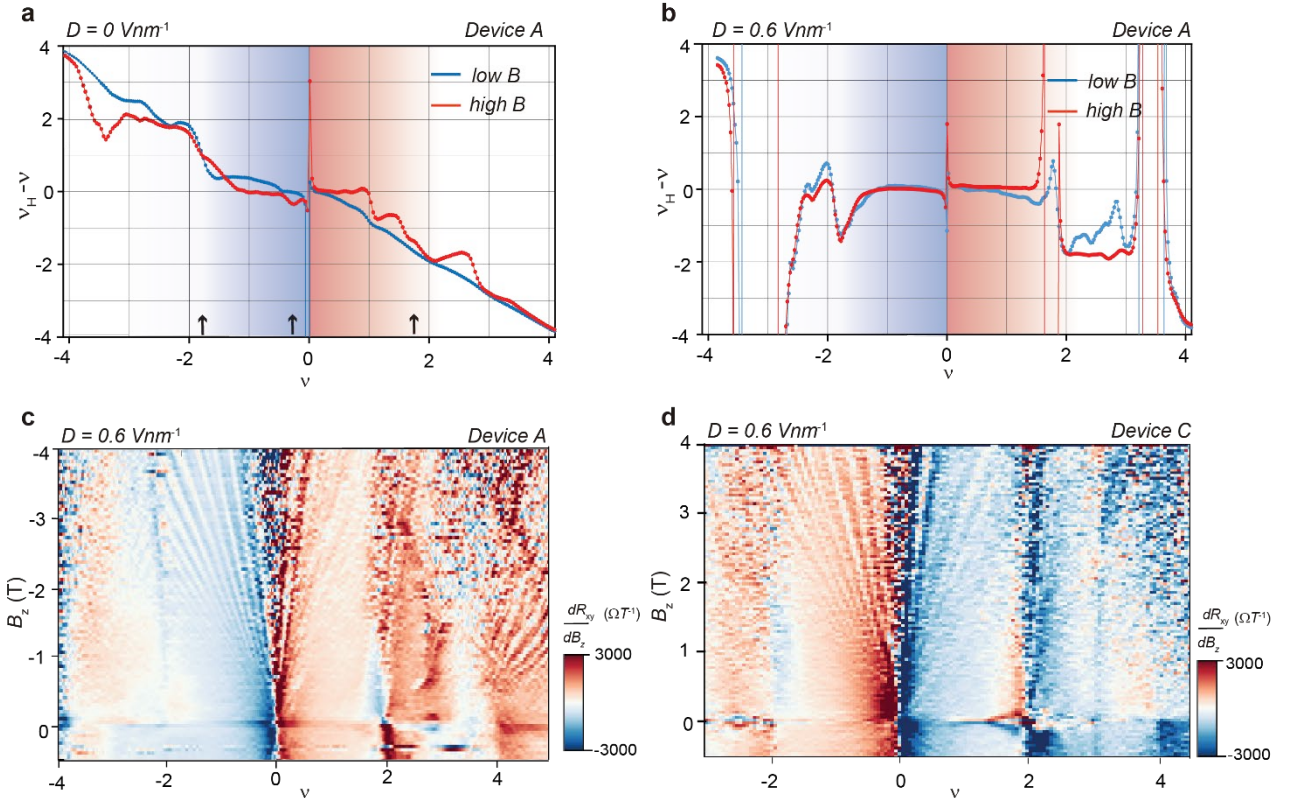 a
D = 0 Vnm⁻¹ Device A
4
2
0
-2
-4
νH-ν
low B
high B
-4 -2 0 2 4
ν
b
D = 0.6 Vnm⁻¹ Device A
4
2
0
-2
-4
νH-ν
low B
high B
-4 -2 0 2 4
ν
c
D = 0.6 Vnm⁻¹ Device A
-4
-3
-2
-1
0
Bz (T)
-4 -2 0 2 4
ν
dRxy (ΩT⁻¹)
dBz
3000
-3000
d
D = 0.6 Vnm⁻¹ Device C
4
3
2
1
0
Bz (T)
-2 0 2 4
ν
dRxy (ΩT⁻¹)
dBz
3000
-3000